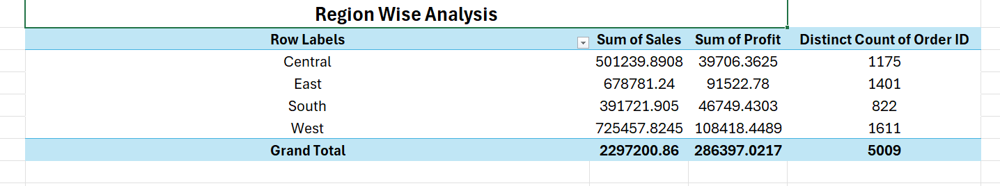 Region Wise Analysis
Row Labels Sum of Sales Sum of Profit Distinct Count of Order ID
Central 501239.8908 39706.3625 1175
East 678781.24 91522.78 1401
South 391721.905 46749.4303 822
West 725457.8245 108418.4489 1611
Grand Total 2297200.86 286397.0217 5009